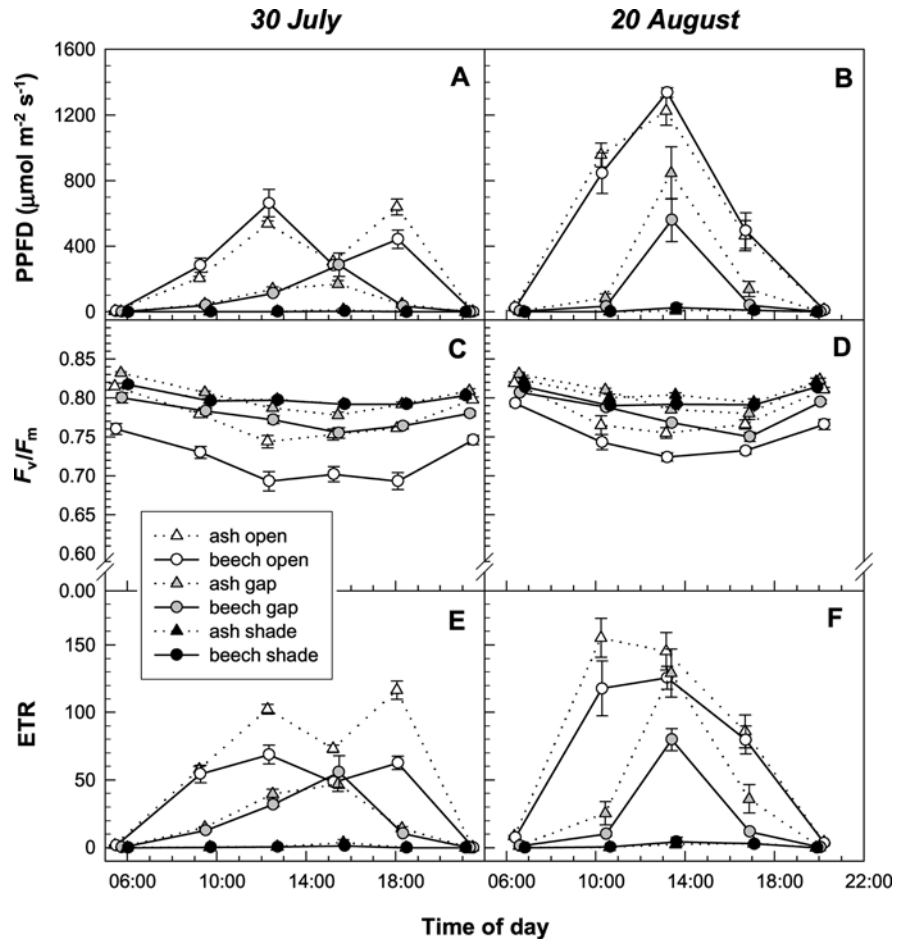 30 July 20 August
A B
PPFD (µmol m⁻² s⁻¹)
1600
1200
800
400
0
C D
Fv/Fm
0.85
0.80
0.75
0.70
0.65
0.60
0.00
ash open
beech open
ash gap
beech gap
ash shade
beech shade
E F
ETR
150
100
50
0
06:00 10:00 14:00 18:00 06:00 10:00 14:00 18:00 22:00
Time of day